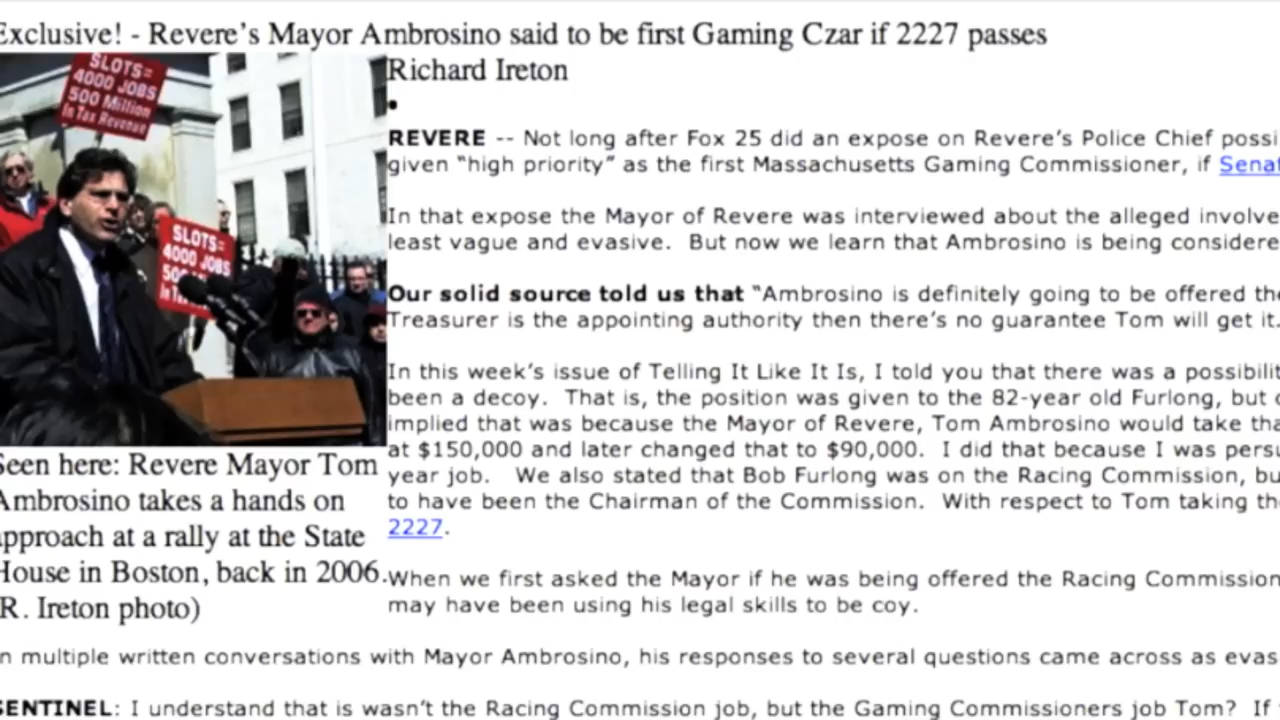 Exclusive! - Revere's Mayor Ambrosino said to be first Gaming Czar if 2227 passes
SLOTS=
4000 JOBS
500 Million
In Tax Revenue
SLOTS=
4000 JOBS
Richard Ireton
•
REVERE -- Not long after Fox 25 did an expose on Revere's Police Chief possi
given "high priority" as the first Massachusetts Gaming Commissioner, if Senat
In that expose the Mayor of Revere was interviewed about the alleged involve
least vague and evasive. But now we learn that Ambrosino is being considere
Our solid source told us that "Ambrosino is definitely going to be offered the
Treasurer is the appointing authority then there's no guarantee Tom will get it.
In this week's issue of Telling It Like It Is, I told you that there was a possibilit
been a decoy. That is, the position was given to the 82-year old Furlong, but
implied that was because the Mayor of Revere, Tom Ambrosino would take tha
at $150,000 and later changed that to $90,000. I did that because I was persu
year job. We also stated that Bob Furlong was on the Racing Commission, bu
to have been the Chairman of the Commission. With respect to Tom taking the
2227.
When we first asked the Mayor if he was being offered the Racing Commission
may have been using his legal skills to be coy.
Seen here: Revere Mayor Tom
Ambrosino takes a hands on
approach at a rally at the State
House in Boston, back in 2006.
R. Ireton photo)
n multiple written conversations with Mayor Ambrosino, his responses to several questions came across as evas
SENTINEL: I understand that is wasn't the Racing Commission job, but the Gaming Commissioners job Tom? If